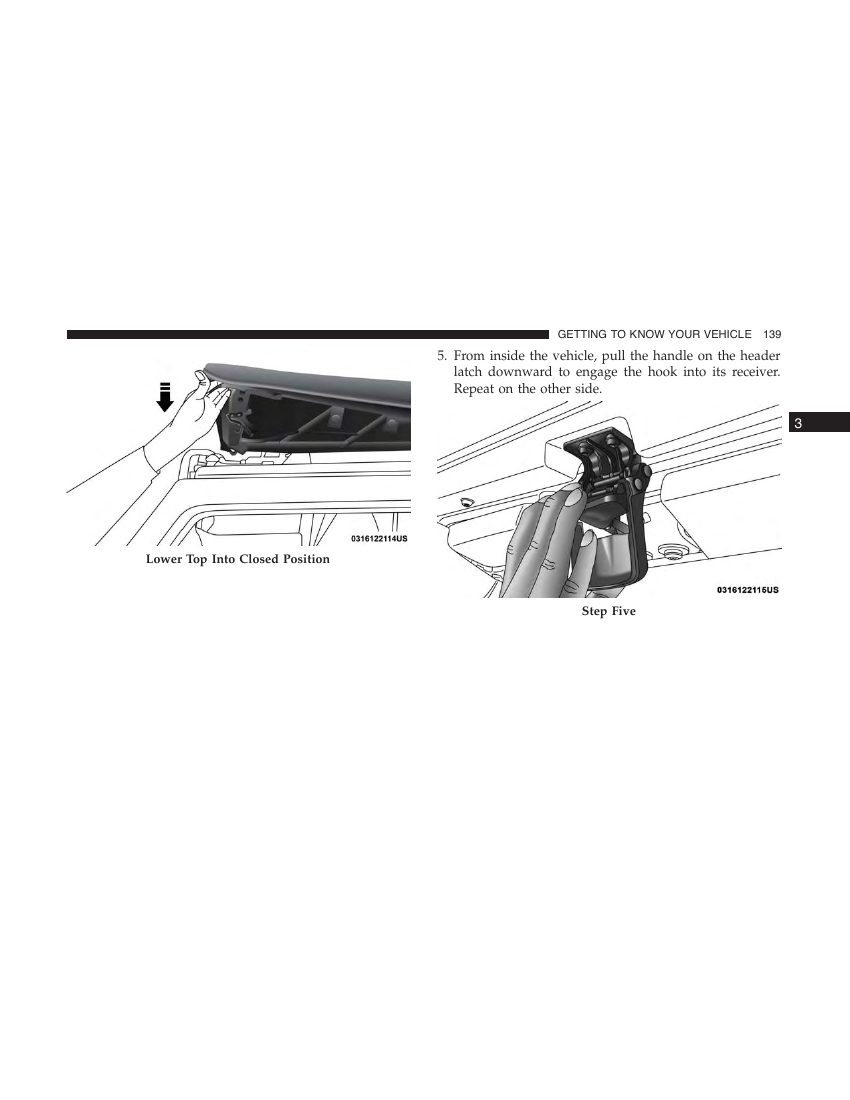 GETTING TO KNOW YOUR VEHICLE 139
0316122114US
Lower Top Into Closed Position
5. From inside the vehicle, pull the handle on the header
latch downward to engage the hook into its receiver.
Repeat on the other side.
3
0316122115US
Step Five